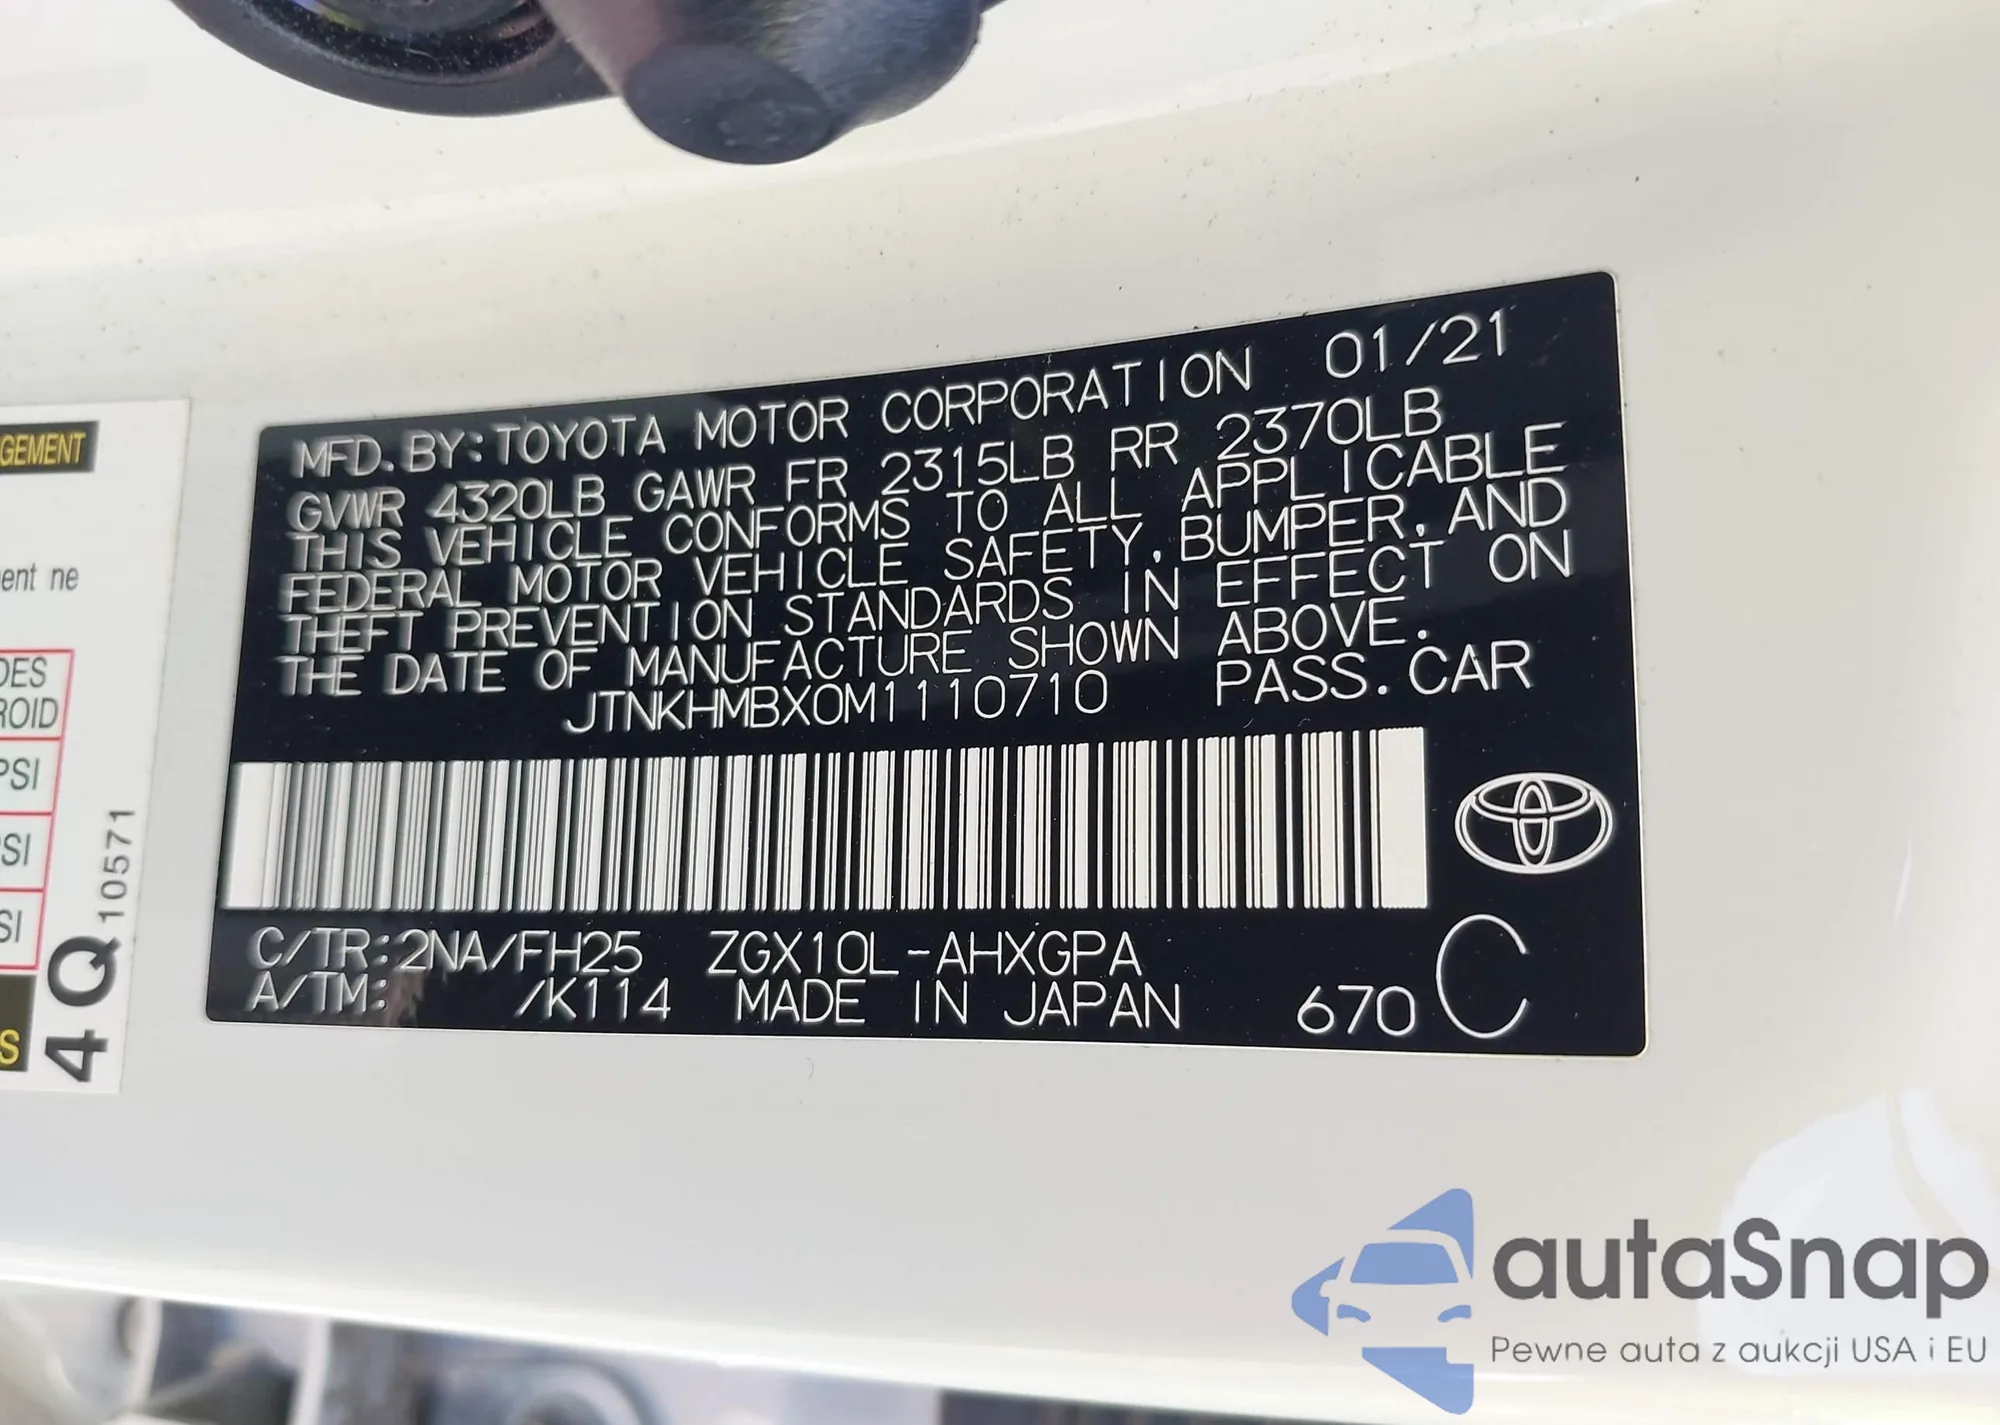 MFD. BY: TOYOTA MOTOR CORPORATION 01/21
GVWR 4320LB GAWR FR 2315LB RR 2370LB
THIS VEHICLE CONFORMS TO ALL APPLICABLE
FEDERAL MOTOR VEHICLE SAFETY, BUMPER, AND
THEFT PREVENTION STANDARDS IN EFFECT ON
THE DATE OF MANUFACTURE SHOWN ABOVE.
JTNKHMBX0M1110710 PASS. CAR
C/TR: 2NA/FH25 ZGX10L-AHXGPA
A/TM: /K114 MADE IN JAPAN 670 C
GEMENT
ent ne
DES
ROID
PSI
PSI
SI
S
4Q 10571
autaSnap
Pewne auta z aukcji USA i EU